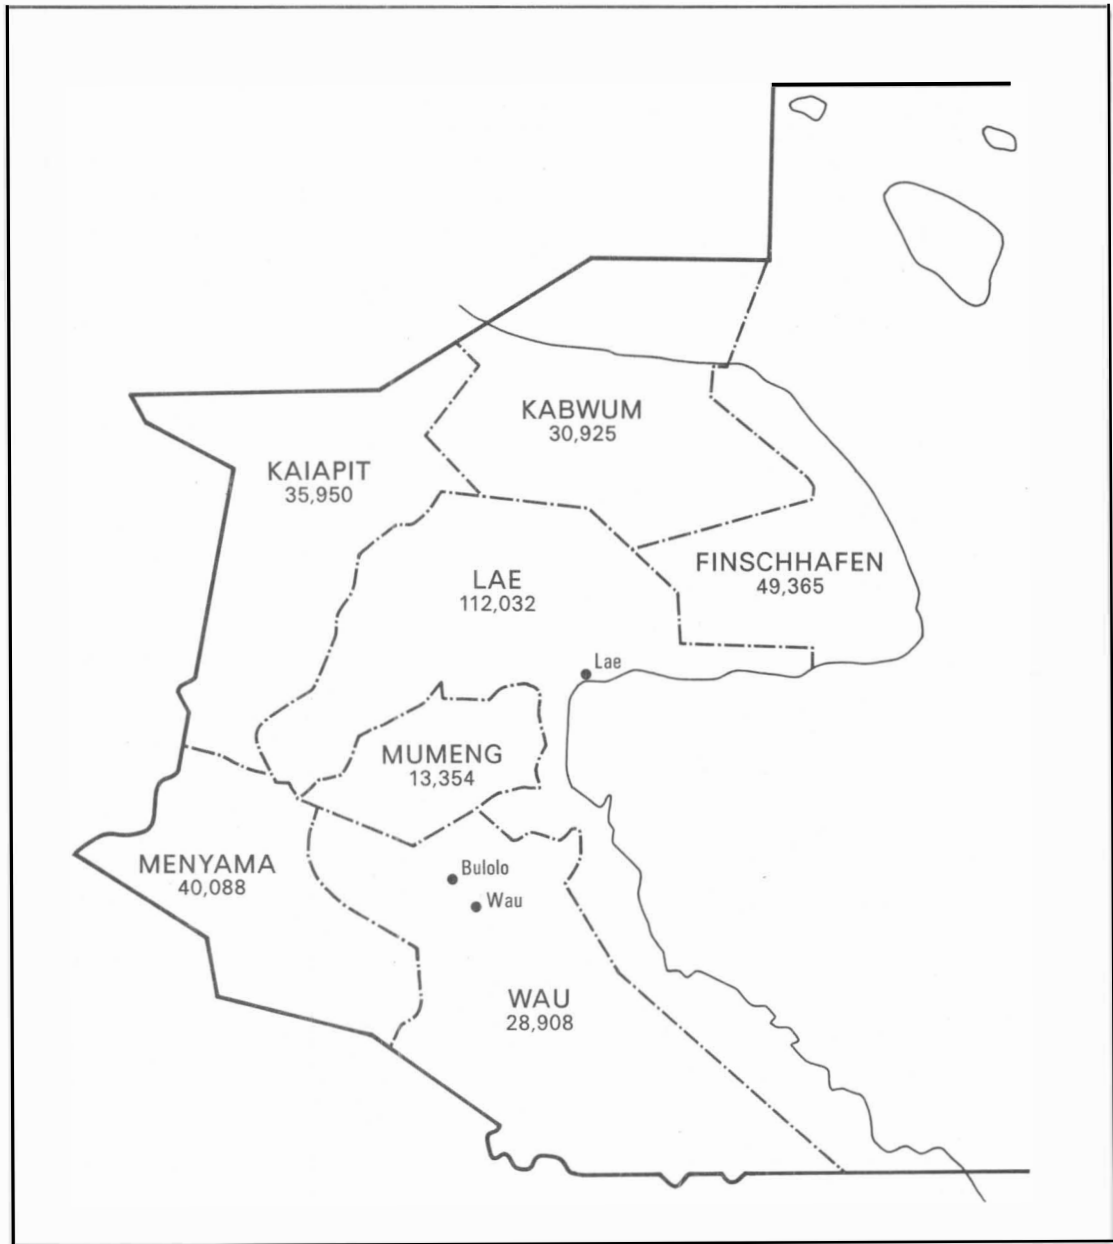 KABWUM
30,925
KAIAPIT
35,950
FINSCHHAFEN
49,365
LAE
112,032
Lae
MUMENG
13,354
MENYAMA
40,088
Bulolo
Wau
WAU
28,908